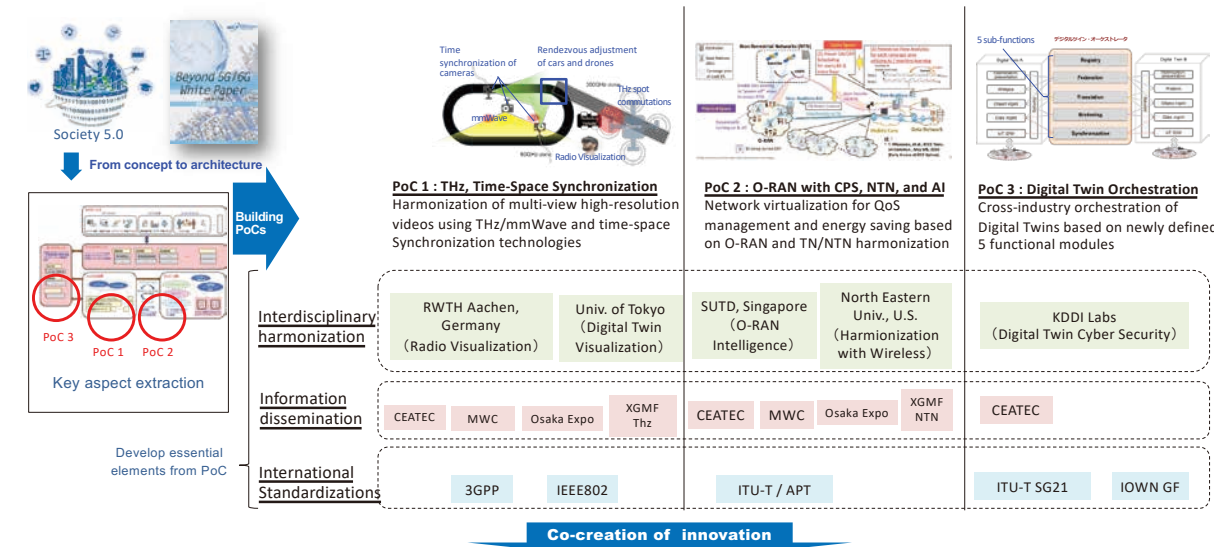 Society 5.0
Beyond 5G/6G
White Paper
From concept to architecture
Building
PoCs
PoC 3
PoC 1
PoC 2
Key aspect extraction
Develop essential
elements from PoC
Time
synchronization of
cameras
Rendezvous adjustment
of cars and drones
THz spot
commutations
mmWave
Radio Visualization
PoC 1 : THz, Time-Space Synchronization
Harmonization of multi-view high-resolution
videos using THz/mmWave and time-space
Synchronization technologies
Data Network
O-RAN
PoC 2 : O-RAN with CPS, NTN, and AI
Network virtualization for QoS
management and energy saving based
on O-RAN and TN/NTN harmonization
5 sub-functions
デジタルツイン・オーケストレータ
Digital Twin A
Registry
Federation
Translation
Brokering
Synchronization
Digital Twin B
PoC 3 : Digital Twin Orchestration
Cross-industry orchestration of
Digital Twins based on newly defined
5 functional modules
Interdisciplinary
harmonization
RWTH Aachen,
Germany
（Radio Visualization）
Univ. of Tokyo
（Digital Twin
Visualization）
SUTD, Singapore
（O-RAN
Intelligence）
North Eastern
Univ., U.S.
（Harmionization
with Wireless）
KDDI Labs
（Digital Twin Cyber Security）
Information
dissemination
CEATEC
MWC
Osaka Expo
XGMF
Thz
CEATEC
MWC
Osaka Expo
XGMF
NTN
CEATEC
International
Standardizations
3GPP
IEEE802
ITU-T / APT
ITU-T SG21
IOWN GF
Co-creation of innovation